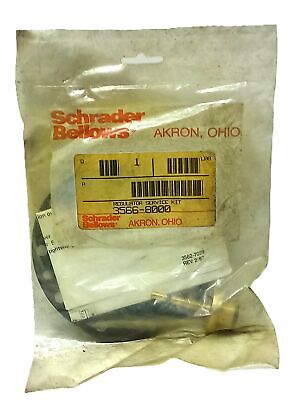 Schrader
Bellows
AKRON, OHIO
Q 1
P
REGULATOR SERVICE KIT
3566-8000
Schrader
Bellows
AKRON, OHIO